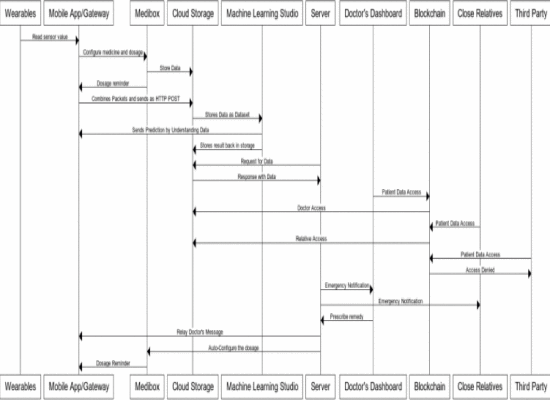 Wearables Mobile App/Gateway Medibox Cloud Storage Machine Learning Studio Server Doctor's Dashboard Blockchain Close Relatives Third Party
Read sensor value
Configure medicine and dosage
Store Data
Dosage reminder
Combines Packets and sends as HTTP POST
Stores Data as Dataset
Sends Prediction by Understanding Data
Stores result back in storage
Request for Data
Response with Data
Patient Data Access
Doctor Access
Patient Data Access
Relative Access
Patient Data Access
Access Denied
Emergency Notification
Emergency Notification
Prescribe remedy
Relay Doctor's Message
Auto-Configure the dosage
Dosage Reminder
Wearables Mobile App/Gateway Medibox Cloud Storage Machine Learning Studio Server Doctor's Dashboard Blockchain Close Relatives Third Party